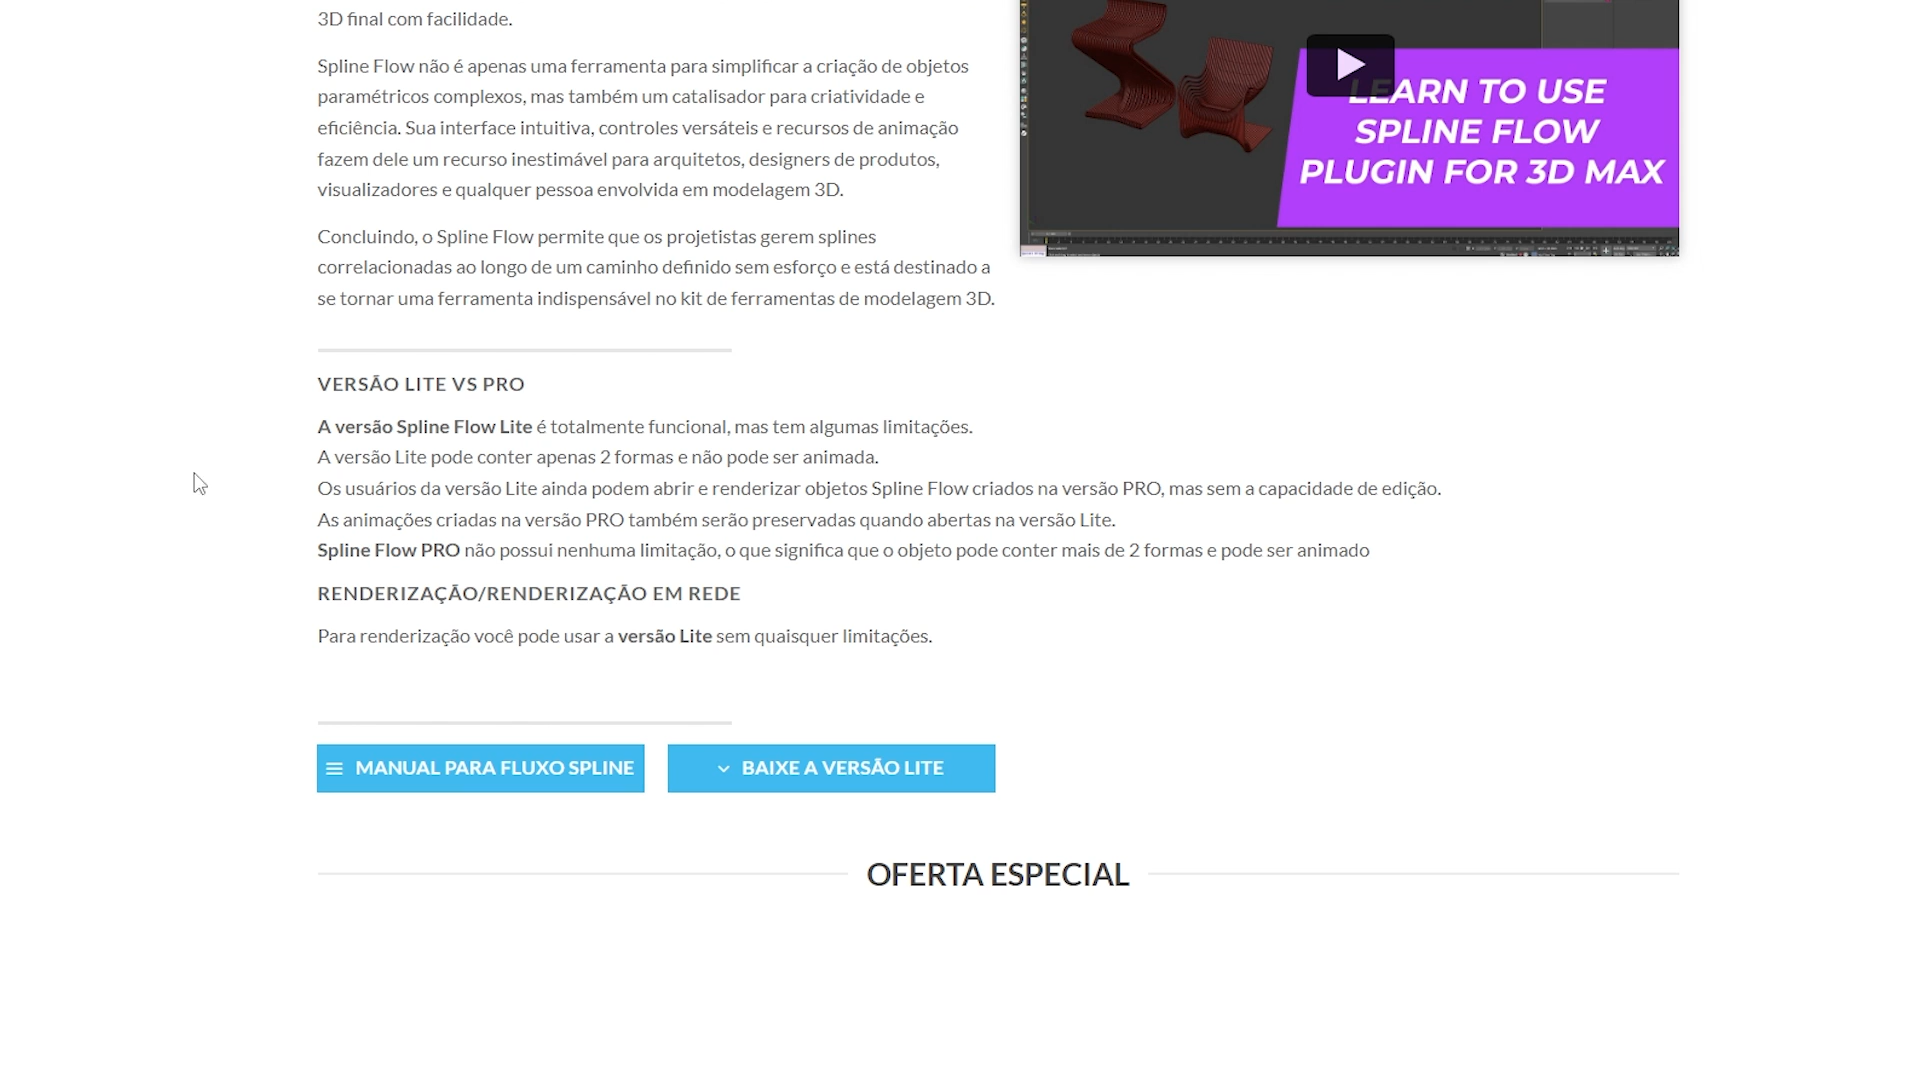 3D final com facilidade.
Spline Flow não é apenas uma ferramenta para simplificar a criação de objetos
paramétricos complexos, mas também um catalisador para criatividade e
eficiência. Sua interface intuitiva, controles versáteis e recursos de animação
fazem dele um recurso inestimável para arquitetos, designers de produtos,
visualizadores e qualquer pessoa envolvida em modelagem 3D.
Concluindo, o Spline Flow permite que os projetistas gerem splines
correlacionadas ao longo de um caminho definido sem esforço e está destinado a
se tornar uma ferramenta indispensável no kit de ferramentas de modelagem 3D.
LEARN TO USE
SPLINE FLOW
PLUGIN FOR 3D MAX
VERSÃO LITE VS PRO
A versão Spline Flow Lite é totalmente funcional, mas tem algumas limitações.
A versão Lite pode conter apenas 2 formas e não pode ser animada.
Os usuários da versão Lite ainda podem abrir e renderizar objetos Spline Flow criados na versão PRO, mas sem a capacidade de edição.
As animações criadas na versão PRO também serão preservadas quando abertas na versão Lite.
Spline Flow PRO não possui nenhuma limitação, o que significa que o objeto pode conter mais de 2 formas e pode ser animado
RENDERIZAÇÃO/RENDERIZAÇÃO EM REDE
Para renderização você pode usar a versão Lite sem quaisquer limitações.
MANUAL PARA FLUXO SPLINE
BAIXE A VERSÃO LITE
OFERTA ESPECIAL